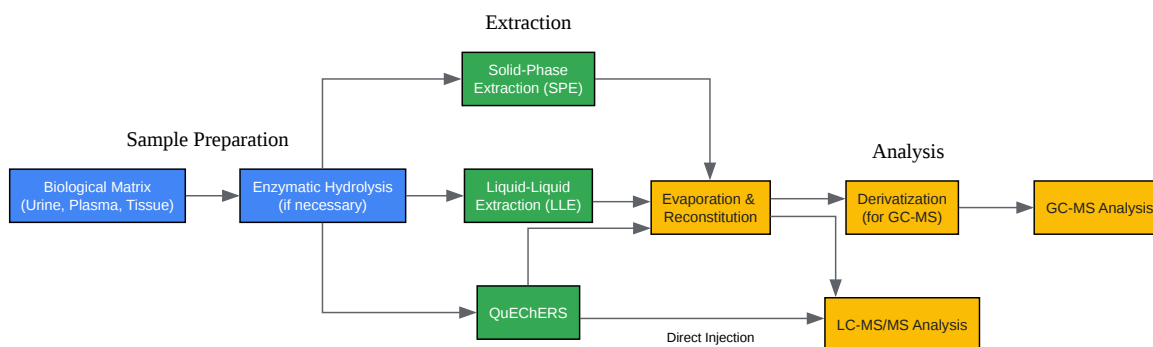 Extraction
Solid-Phase
Extraction (SPE)
Sample Preparation
Analysis
Biological Matrix
(Urine, Plasma, Tissue)
Enzymatic Hydrolysis
(if necessary)
Liquid-Liquid
Extraction (LLE)
Evaporation &
Reconstitution
Derivatization
(for GC-MS)
GC-MS Analysis
QuEChERS
Direct Injection
LC-MS/MS Analysis